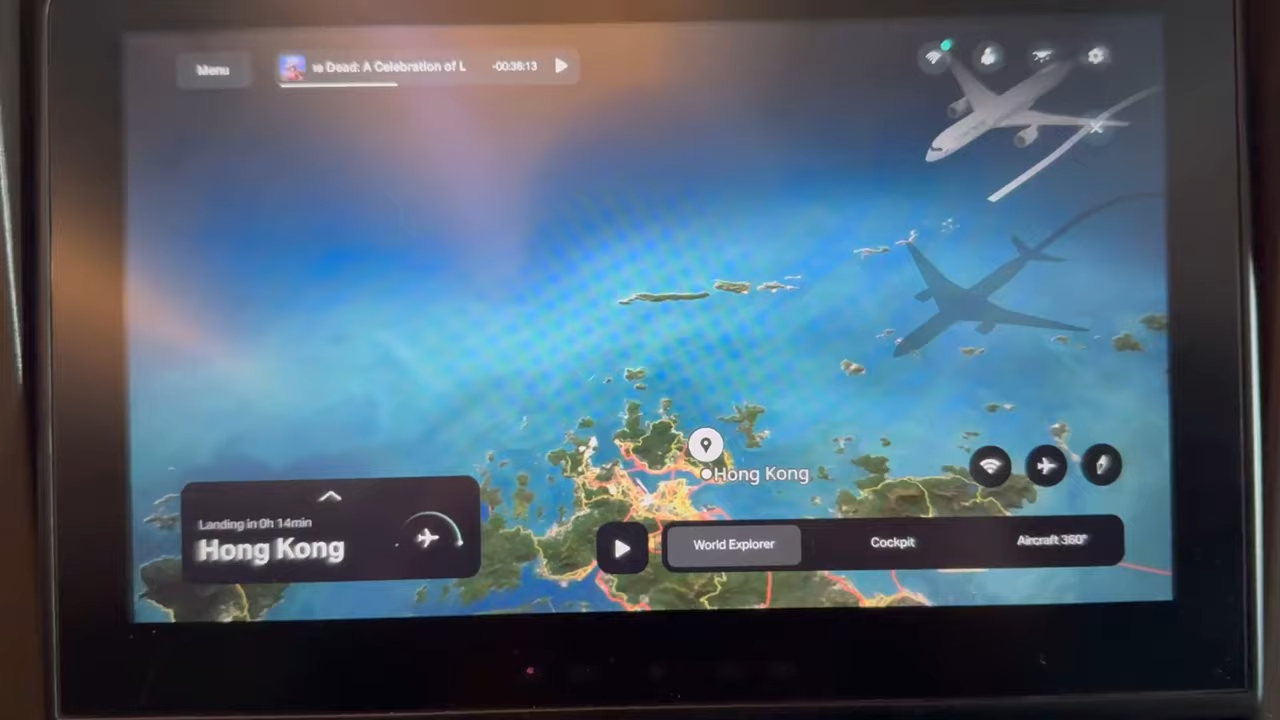 Menu
Dead: A Celebration of L
-00:36:13
Hong Kong
Landing in 0h 14min
Hong Kong
World Explorer
Cockpit
Aircraft 360°